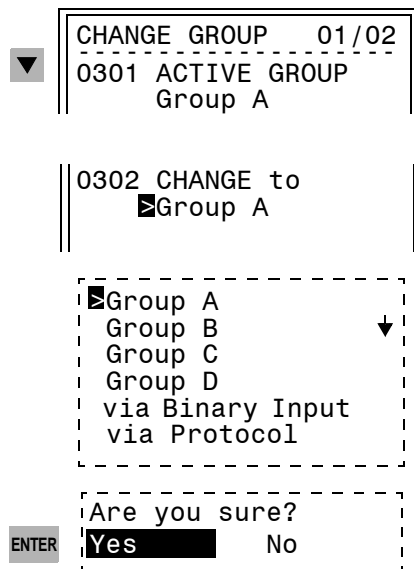 CHANGE GROUP 01/02
0301 ACTIVE GROUP
Group A
0302 CHANGE to
>Group A
>Group A
Group B
Group C
Group D
via Binary Input
via Protocol
Are you sure?
ENTER Yes No